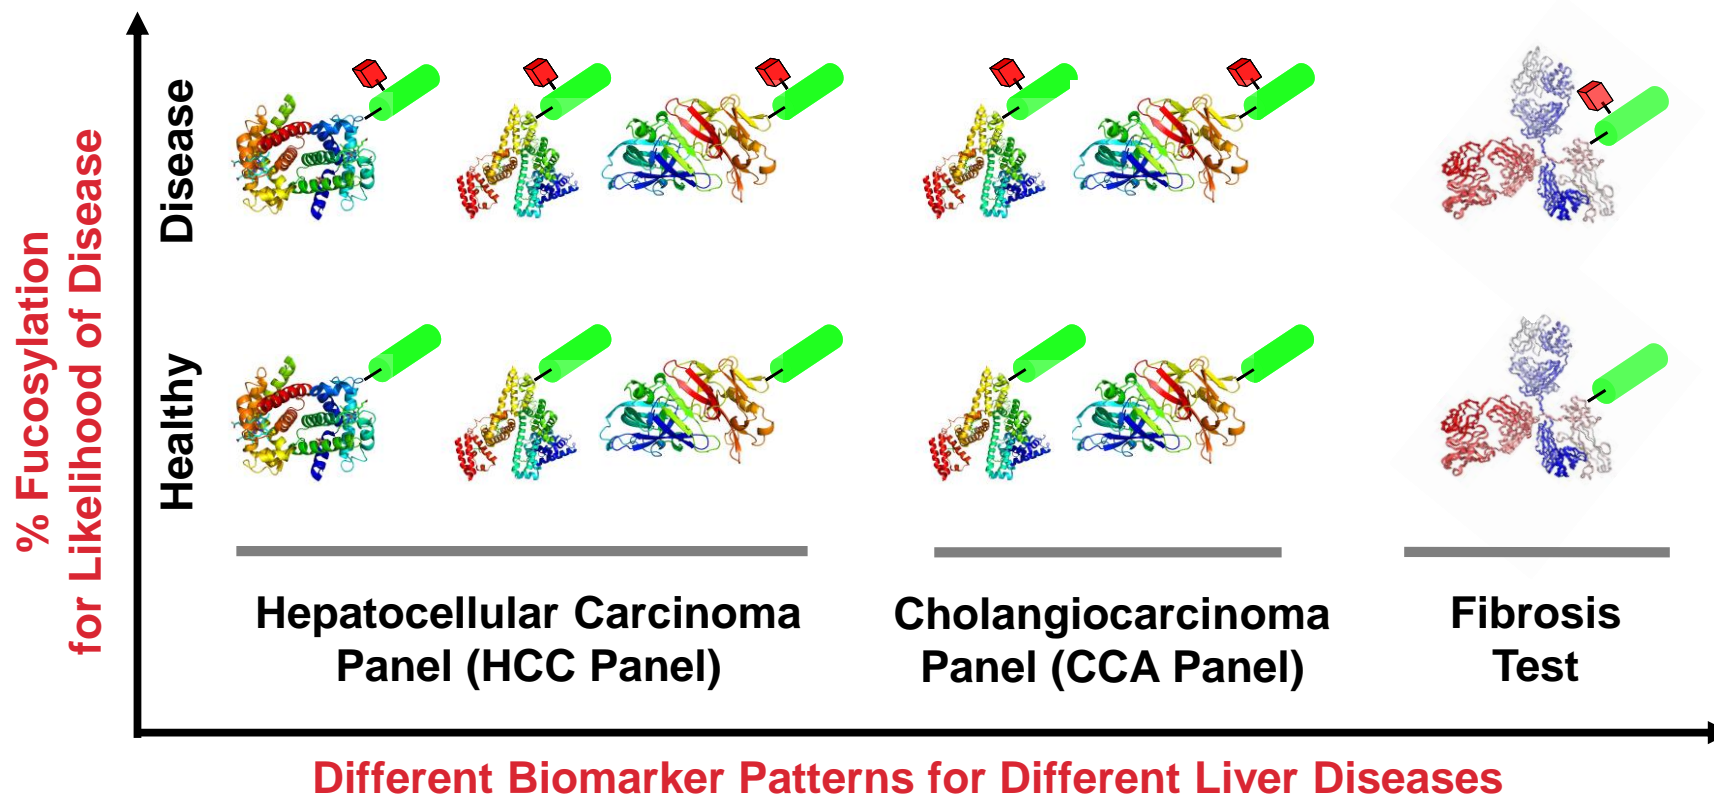 % Fucosylation
for Likelihood of Disease
Disease
Healthy
Hepatocellular Carcinoma
Panel (HCC Panel)
Cholangiocarcinoma
Panel (CCA Panel)
Fibrosis
Test
Different Biomarker Patterns for Different Liver Diseases